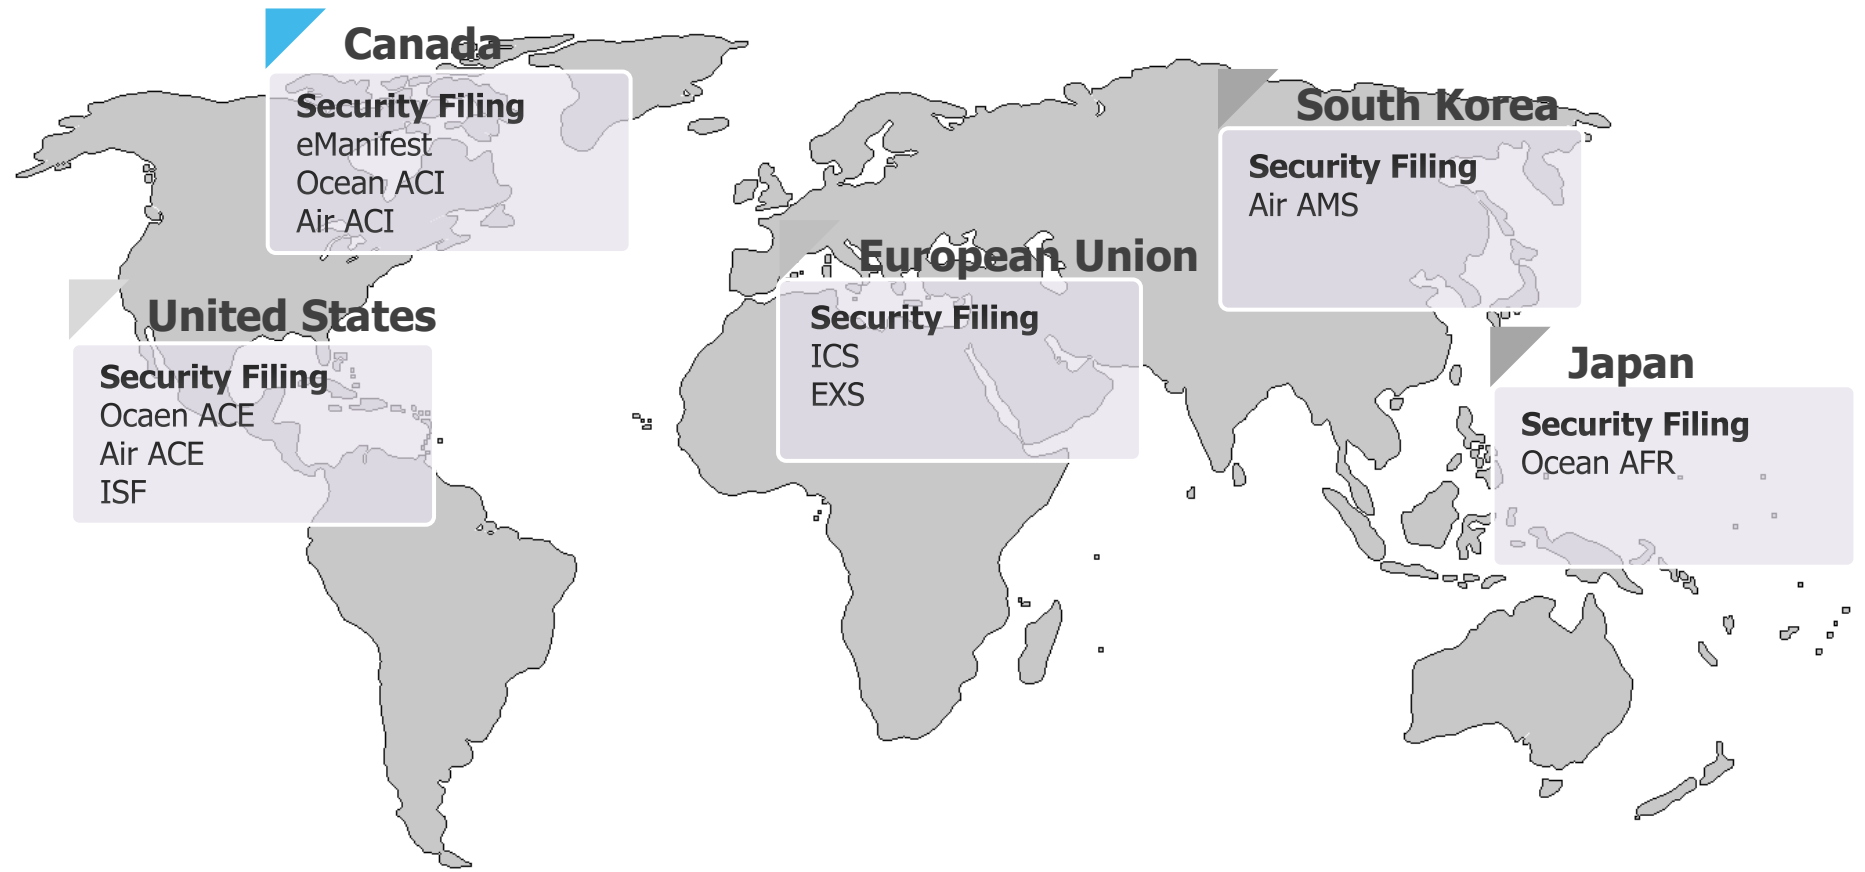 Canada
Security Filing
eManifest
Ocean ACI
Air ACI
United States
Security Filing
Ocaen ACE
Air ACE
ISF
European Union
Security Filing
ICS
EXS
South Korea
Security Filing
Air AMS
Japan
Security Filing
Ocean AFR